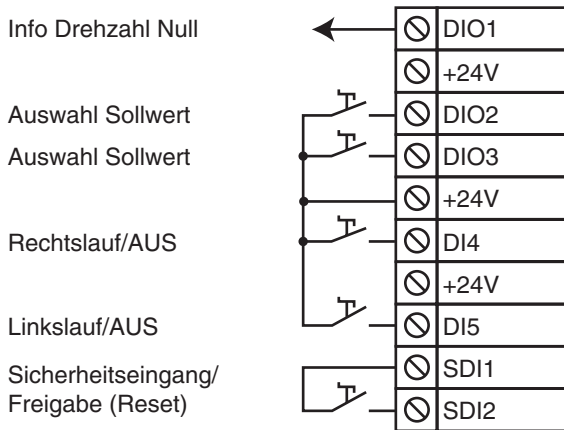 Info Drehzahl Null DIO1
+24V
Auswahl Sollwert DIO2
Auswahl Sollwert DIO3
+24V
Rechtslauf/AUS DI4
+24V
Linkslauf/AUS DI5
Sicherheitseingang/ SDI1
Freigabe (Reset) SDI2